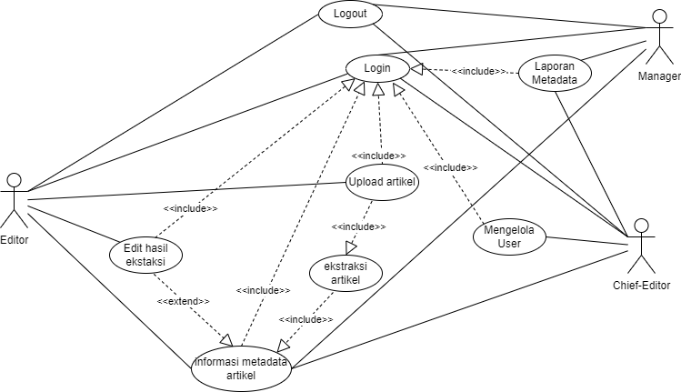 Logout
Login
<<include>>
Laporan
Metadata
Manager
<<include>>
<<include>>
Upload artikel
Editor
<<include>>
<<include>>
Edit hasil
ekstaksi
Mengelola
User
ekstraksi
artikel
Chief-Editor
<<include>>
<<extend>>
<<include>>
Informasi metadata
artikel